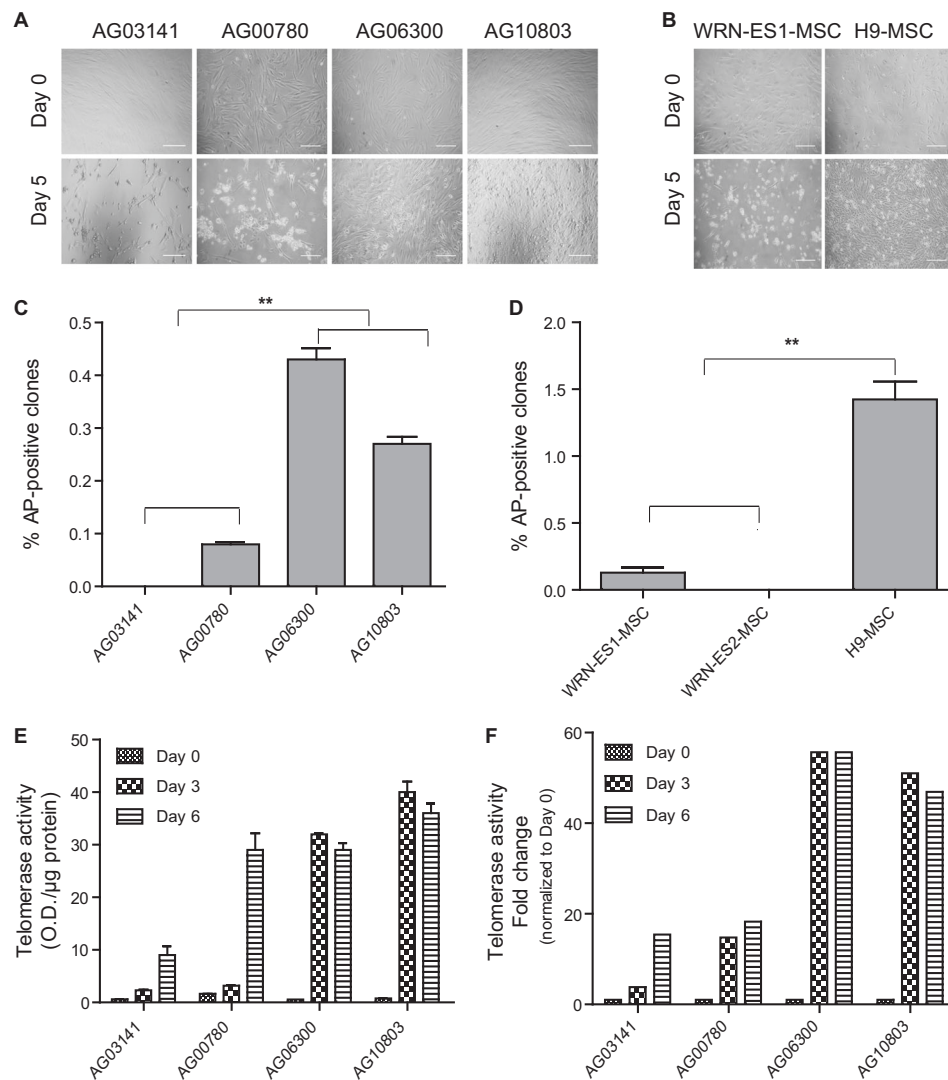 A
AG03141 AG00780 AG06300 AG10803
Day 0
Day 5
B
WRN-ES1-MSC H9-MSC
Day 0
Day 5
C
**
% AP-positive clones
0.5
0.4
0.3
0.2
0.1
0.0
AG03141
AG00780
AG06300
AG10803
D
**
% AP-positive clones
2.0
1.5
1.0
0.5
0.0
WRN-ES1-MSC
WRN-ES2-MSC
H9-MSC
E
Telomerase activity
(O.D./μg protein)
50
40
30
20
10
0
Day 0
Day 3
Day 6
AG03141
AG00780
AG06300
AG10803
F
Telomerase astivity
Fold change
(normalized to Day 0)
60
40
20
0
Day 0
Day 3
Day 6
AG03141
AG00780
AG06300
AG10803